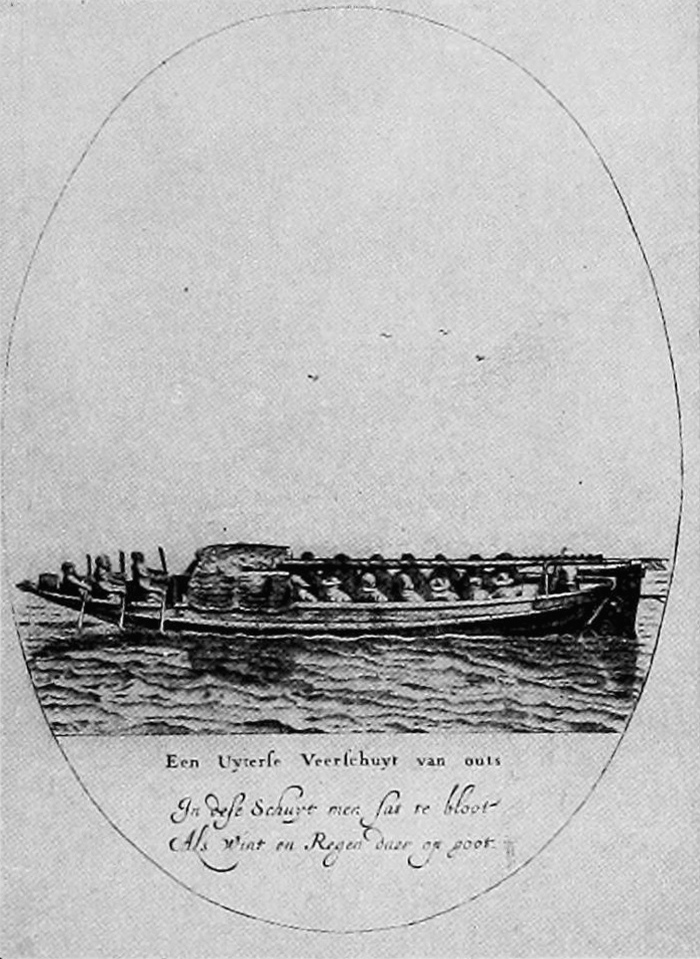 Een Uyterſe Veerſchuyt van outs
In deſe Schuyt men ſat te bloot
Als Wint en Regen daer op goot.